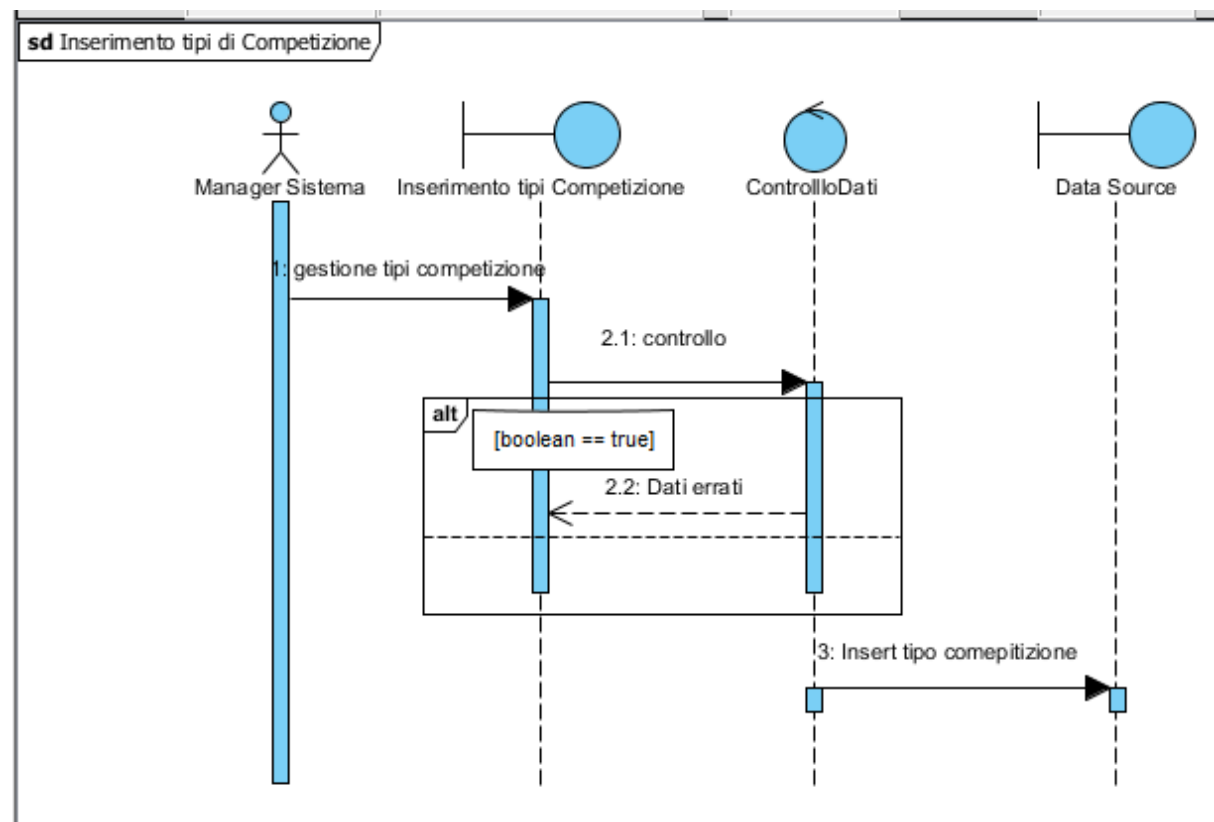 sd Inserimento tipi di Competizione
Manager Sistema
Inserimento tipi Competizione
ControllloDati
Data Source
1: gestione tipi competizione
2.1: controllo
alt
[boolean == true]
2.2: Dati errati
3: Insert tipo comepitizione